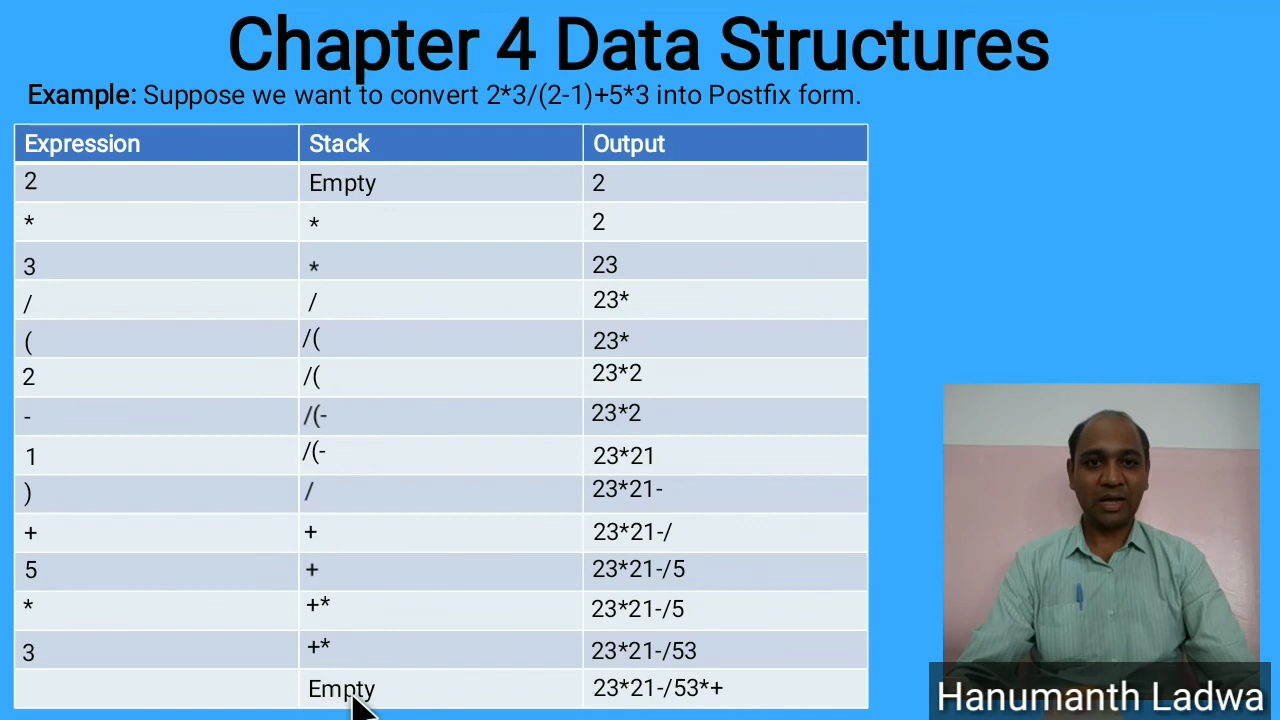 Chapter 4 Data Structures
Example: Suppose we want to convert 2*3/(2-1)+5*3 into Postfix form.
Expression Stack Output
2 Empty 2
* * 2
3 * 23
/ / 23*
( /( 23*
2 /( 23*2
- /(- 23*2
1 /(- 23*21
) / 23*21-
+ + 23*21-/
5 + 23*21-/5
* +* 23*21-/5
3 +* 23*21-/53
Empty 23*21-/53*+
Hanumanth Ladwa